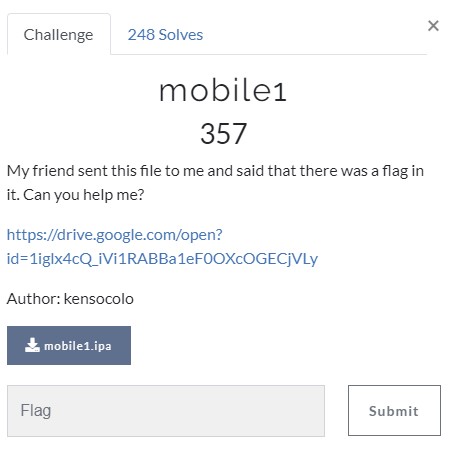 ×
Challenge
248 Solves
mobile1
357
My friend sent this file to me and said that there was a flag in
it. Can you help me?
https://drive.google.com/open?
id=1iglx4cQ_iVi1RABBa1eF0OXcOGECjVLy
Author: kensocolo
mobile1.ipa
Flag
Submit